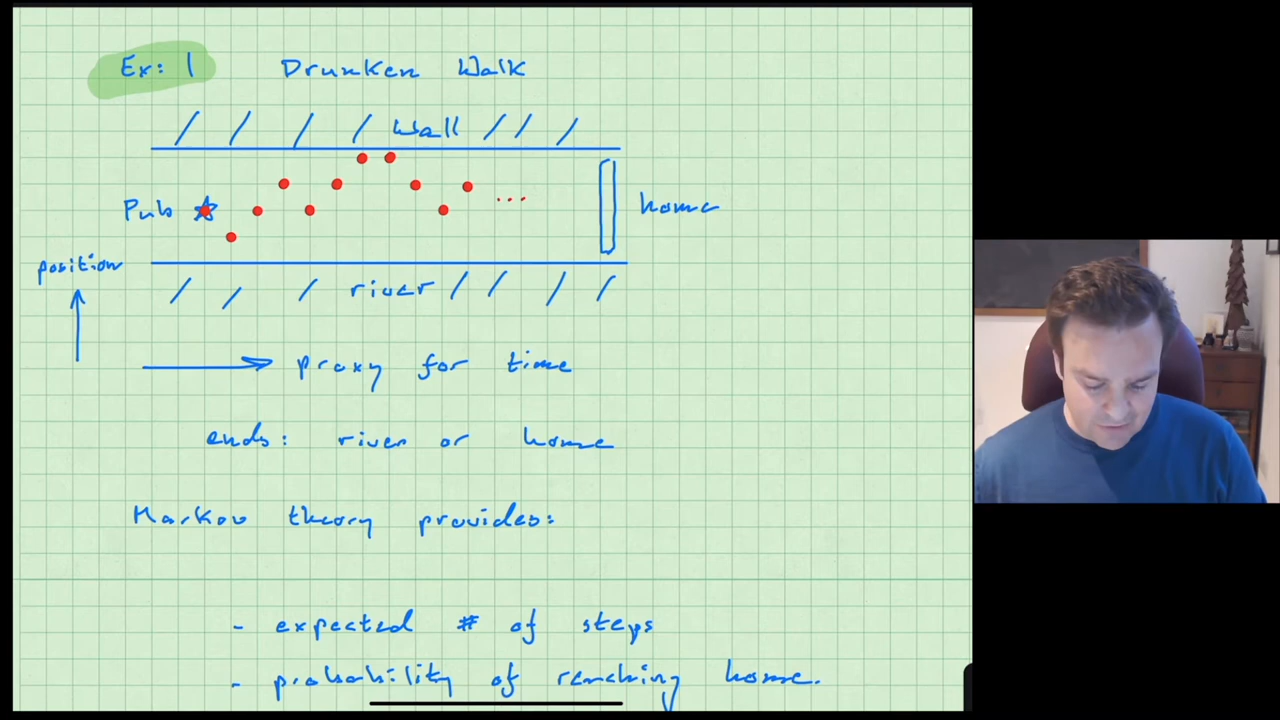 Ex: 1 Drunken Walk
/ / / / Wall / / /
Pub home
position
/ / / river / / / /
proxy for time
ends: river or home
Markov theory provides:
- expected # of steps
- probability of reaching home.